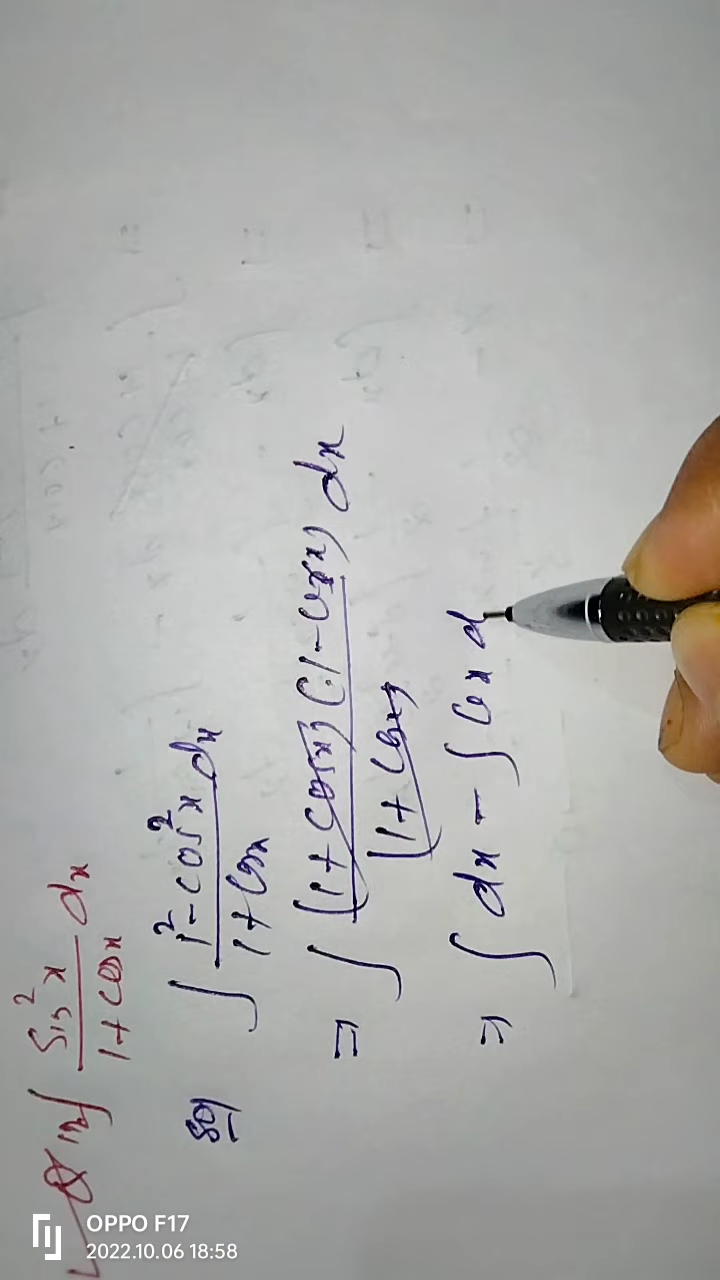 Q ∫ sin²x / 1 + cosx dx
Sol ∫ 1² - cos²x / 1 + cosx dx
⇒ ∫ (1 + cosx) (1 - cosx) / (1 + cosx) dx
⇒ ∫ dx - ∫ cosx d
OPPO F17
2022.10.06 18:58